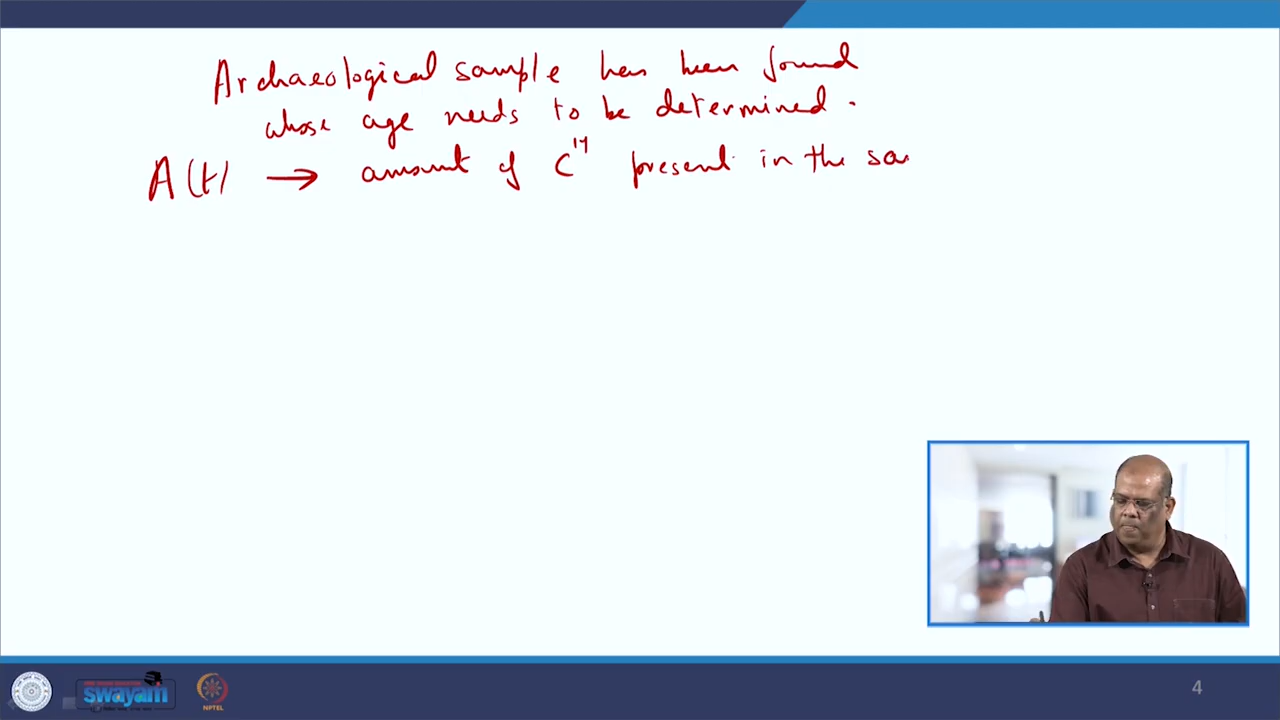 Archaeological sample has been found
whose age needs to be determined.
A(t) → amount of C¹⁴ present in the sa
4
swayam
NPTEL